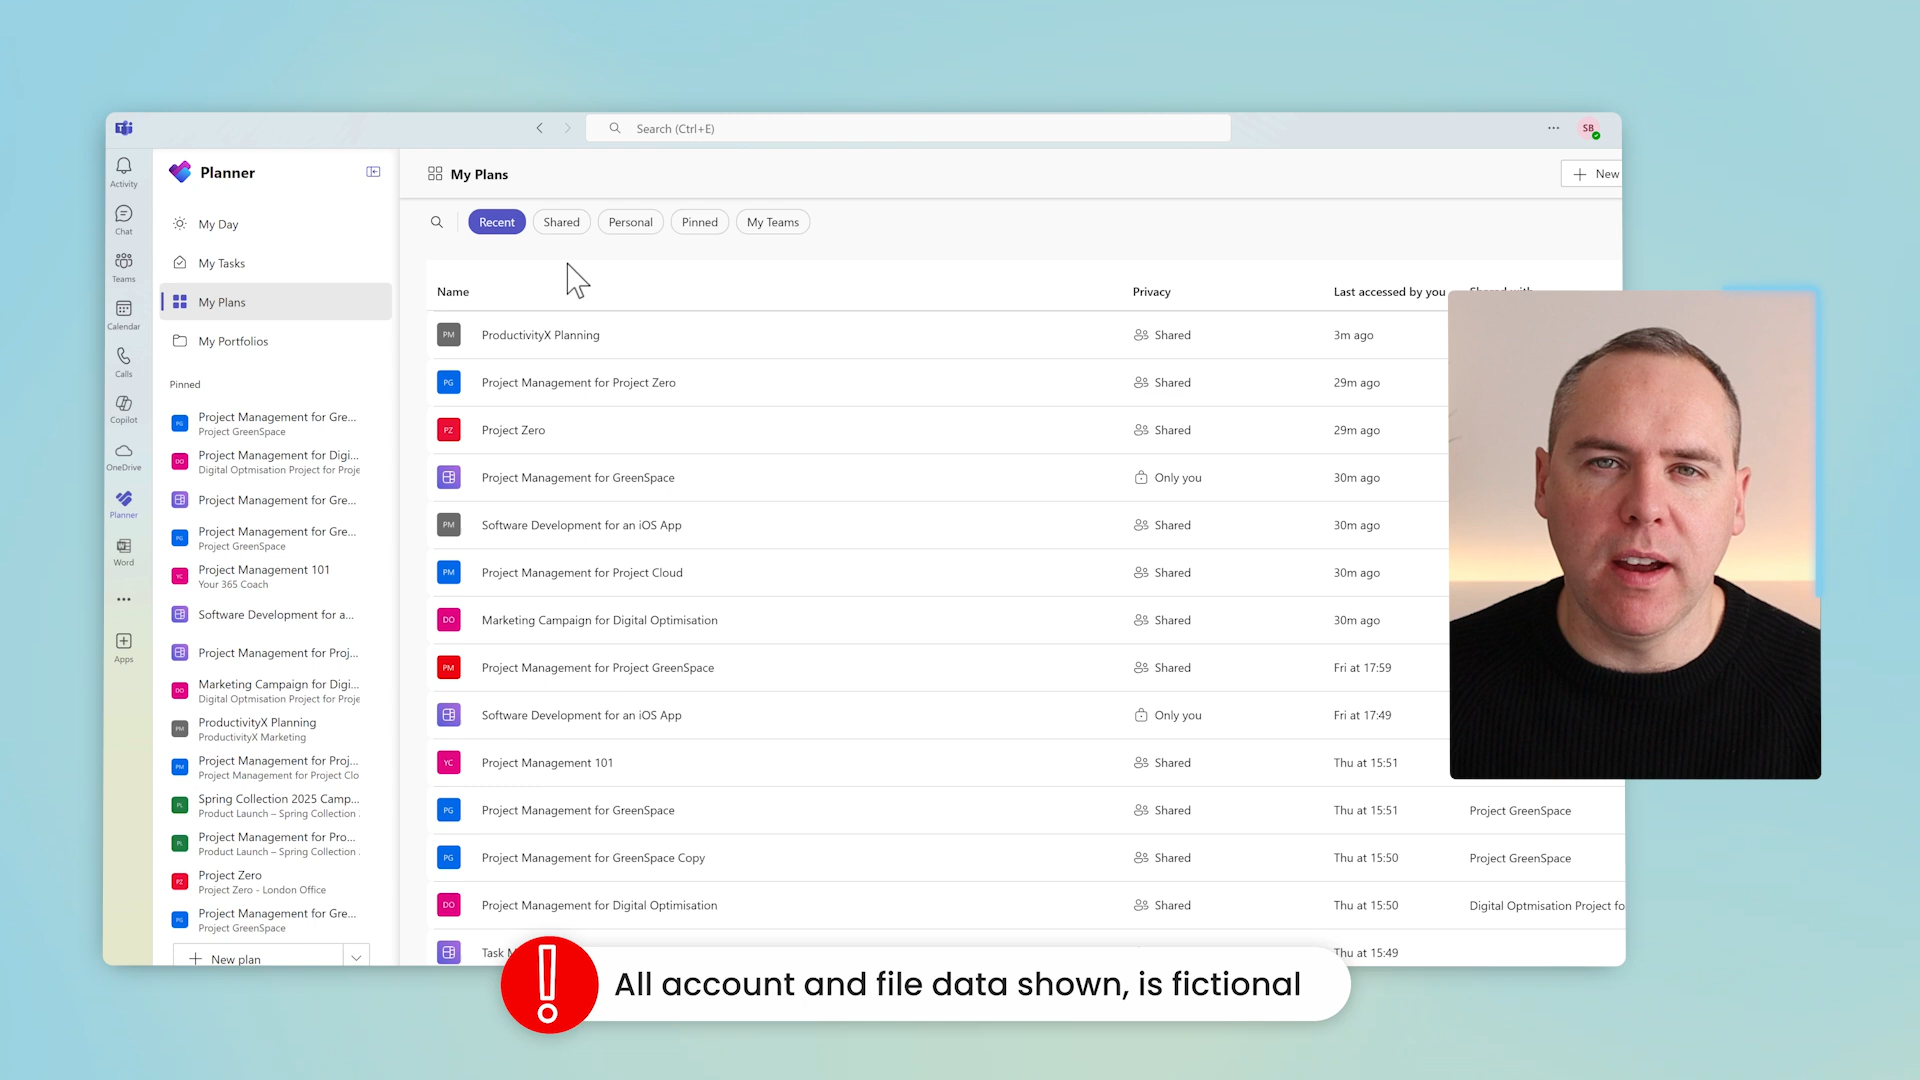 Search (Ctrl+E)
SB
Activity
Chat
Teams
Calendar
Calls
Copilot
OneDrive
Planner
Word
Apps
Planner
My Day
My Tasks
My Plans
My Portfolios
Pinned
PG Project Management for Gre...
Project GreenSpace
DO Project Management for Digi...
Digital Optmisation Project for Proje
Project Management for Gre...
PG Project Management for Gre...
Project GreenSpace
YC Project Management 101
Your 365 Coach
Software Development for a...
Project Management for Proj...
DO Marketing Campaign for Digi...
Digital Optmisation Project for Proje
PM ProductivityX Planning
ProductivityX Marketing
PM Project Management for Proj...
Project Management for Project Clo
PL Spring Collection 2025 Camp...
Product Launch – Spring Collection
PL Project Management for Pro...
Product Launch – Spring Collection
PZ Project Zero
Project Zero - London Office
PG Project Management for Gre...
Project GreenSpace
New plan
My Plans
New
Recent Shared Personal Pinned My Teams
Name Privacy Last accessed by you Shared with
PM ProductivityX Planning Shared 3m ago
PG Project Management for Project Zero Shared 29m ago
PZ Project Zero Shared 29m ago
Project Management for GreenSpace Only you 30m ago
PM Software Development for an iOS App Shared 30m ago
PM Project Management for Project Cloud Shared 30m ago
DO Marketing Campaign for Digital Optimisation Shared 30m ago
PM Project Management for Project GreenSpace Shared Fri at 17:59
Software Development for an iOS App Only you Fri at 17:49
YC Project Management 101 Shared Thu at 15:51
PG Project Management for GreenSpace Shared Thu at 15:51 Project GreenSpace
PG Project Management for GreenSpace Copy Shared Thu at 15:50 Project GreenSpace
DO Project Management for Digital Optimisation Shared Thu at 15:50 Digital Optmisation Project fo
Task Thu at 15:49
All account and file data shown, is fictional